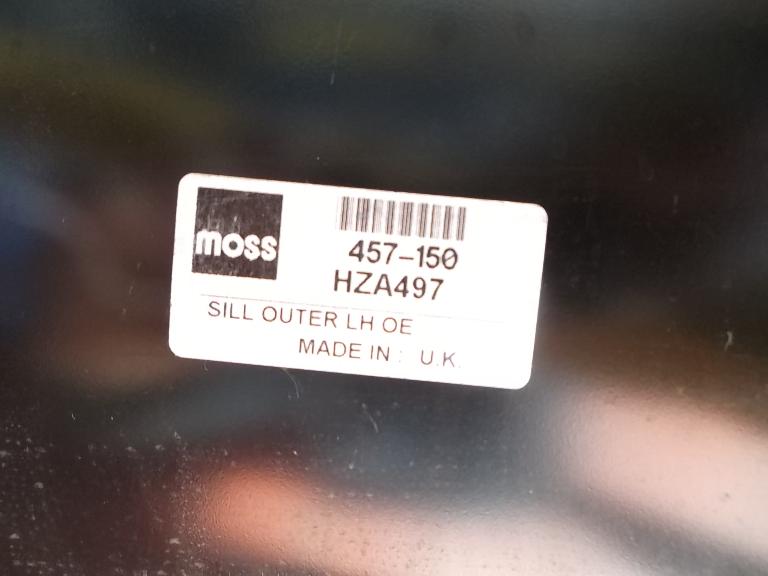 moss
457-150
HZA497
SILL OUTER LH OE
MADE IN : U.K.